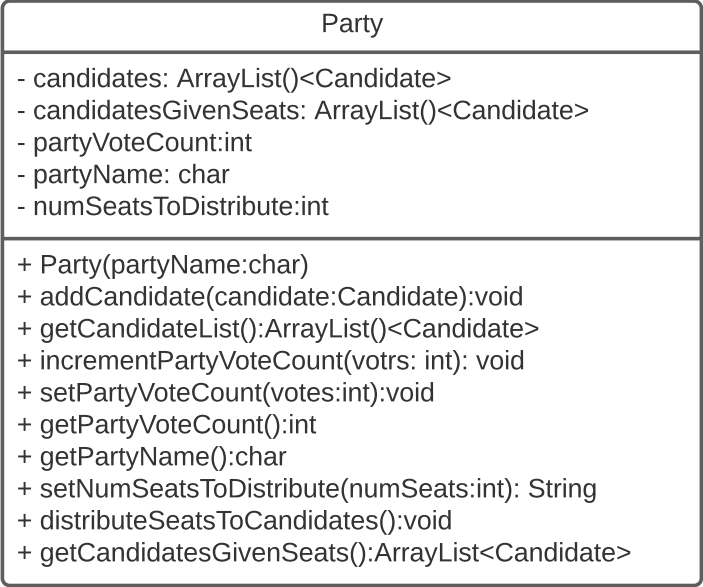 Party
- candidates: ArrayList()<Candidate>
- candidatesGivenSeats: ArrayList()<Candidate>
- partyVoteCount:int
- partyName: char
- numSeatsToDistribute:int
+ Party(partyName:char)
+ addCandidate(candidate:Candidate):void
+ getCandidateList():ArrayList()<Candidate>
+ incrementPartyVoteCount(votrs: int): void
+ setPartyVoteCount(votes:int):void
+ getPartyVoteCount():int
+ getPartyName():char
+ setNumSeatsToDistribute(numSeats:int): String
+ distributeSeatsToCandidates():void
+ getCandidatesGivenSeats():ArrayList<Candidate>